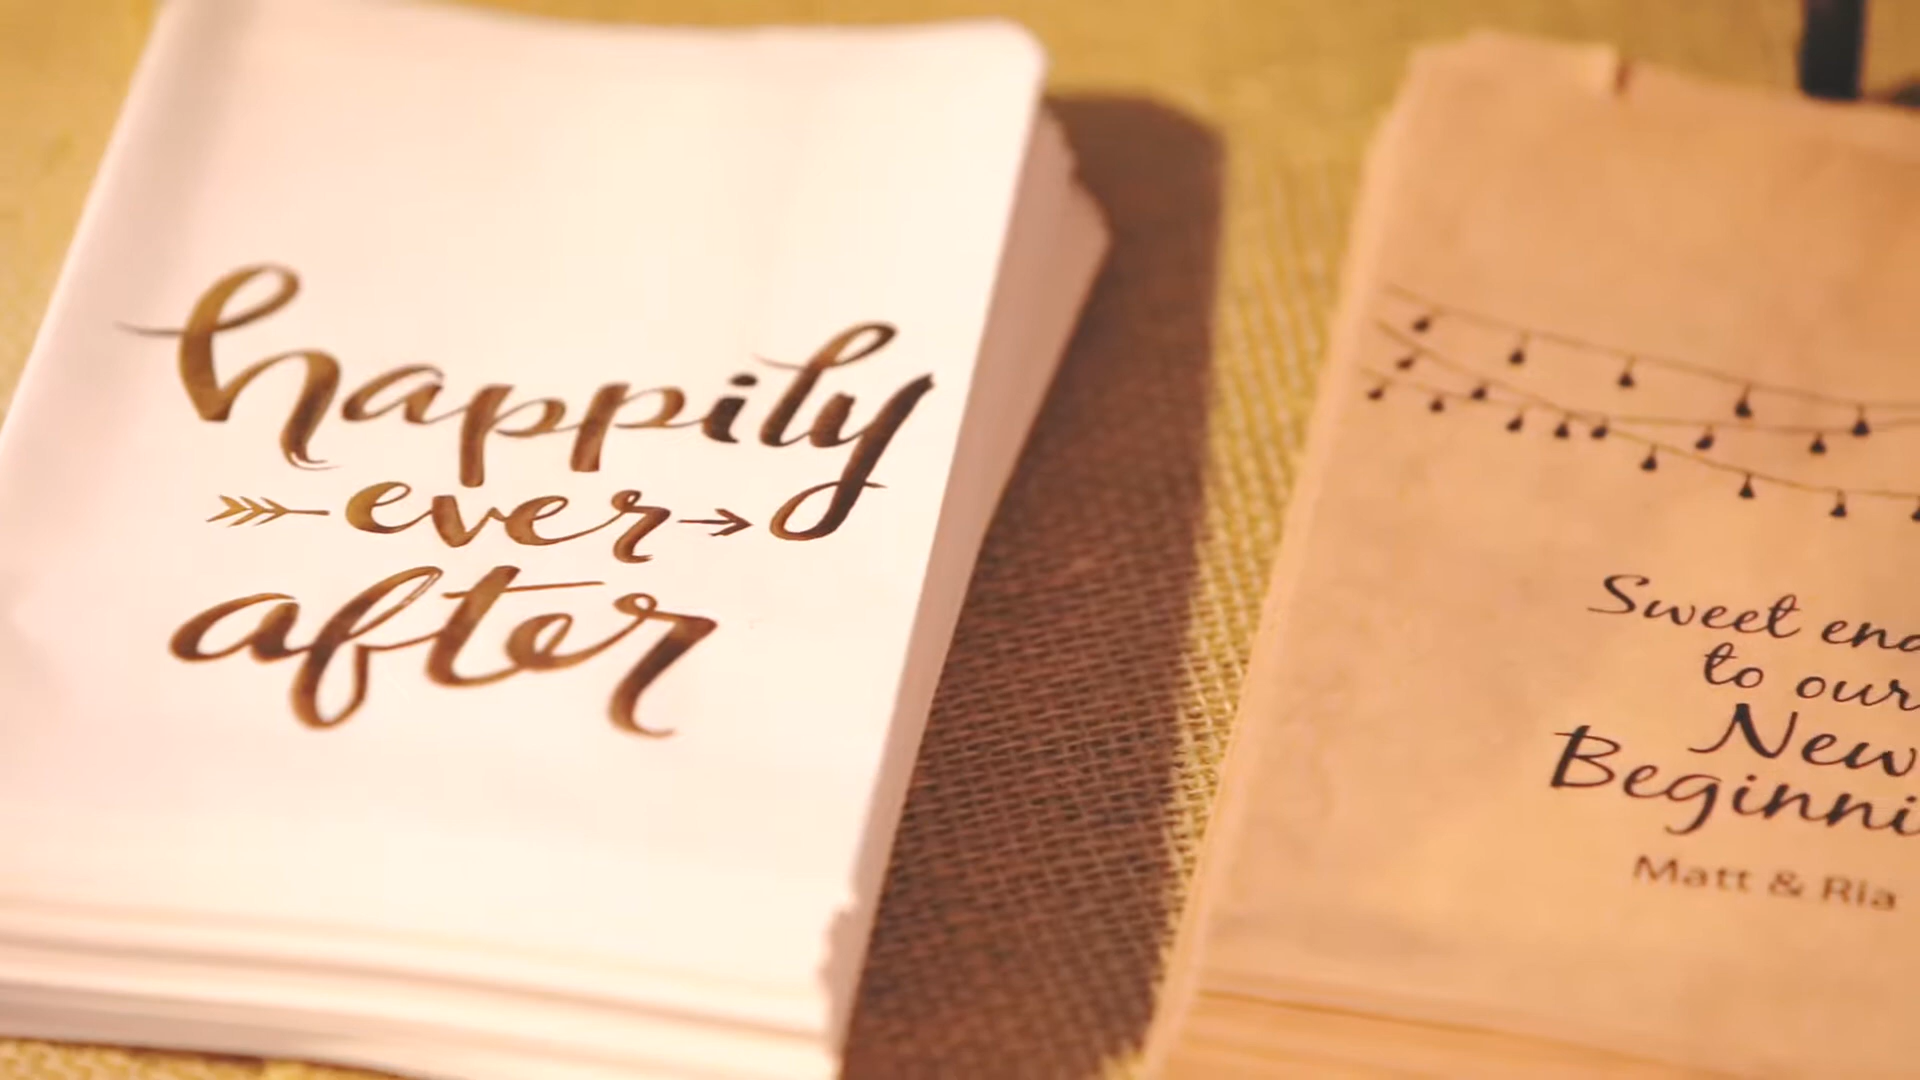 happily
ever
after
Sweet
to our
New
Matt & Ria